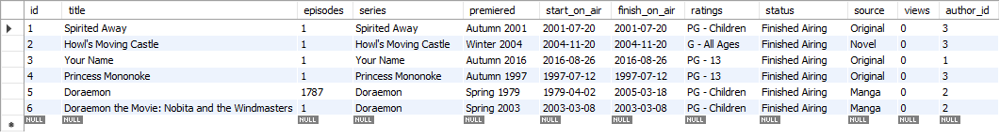 id title episodes series premiered start_on_air finish_on_air ratings status source views author_id
1 Spirited Away 1 Spirited Away Autumn 2001 2001-07-20 2001-07-20 PG - Children Finished Airing Original 0 3
2 Howl's Moving Castle 1 Howl's Moving Castle Winter 2004 2004-11-20 2004-11-20 G - All Ages Finished Airing Novel 0 3
3 Your Name 1 Your Name Autumn 2016 2016-08-26 2016-08-26 PG - 13 Finished Airing Original 0 1
4 Princess Mononoke 1 Princess Mononoke Autumn 1997 1997-07-12 1997-07-12 PG - 13 Finished Airing Original 0 3
5 Doraemon 1787 Doraemon Spring 1979 1979-04-02 2005-03-18 PG - Children Finished Airing Manga 0 2
6 Doraemon the Movie: Nobita and the Windmasters 1 Doraemon Spring 2003 2003-03-08 2003-03-08 PG - Children Finished Airing Manga 0 2
NULL NULL NULL NULL NULL NULL NULL NULL NULL NULL NULL NULL